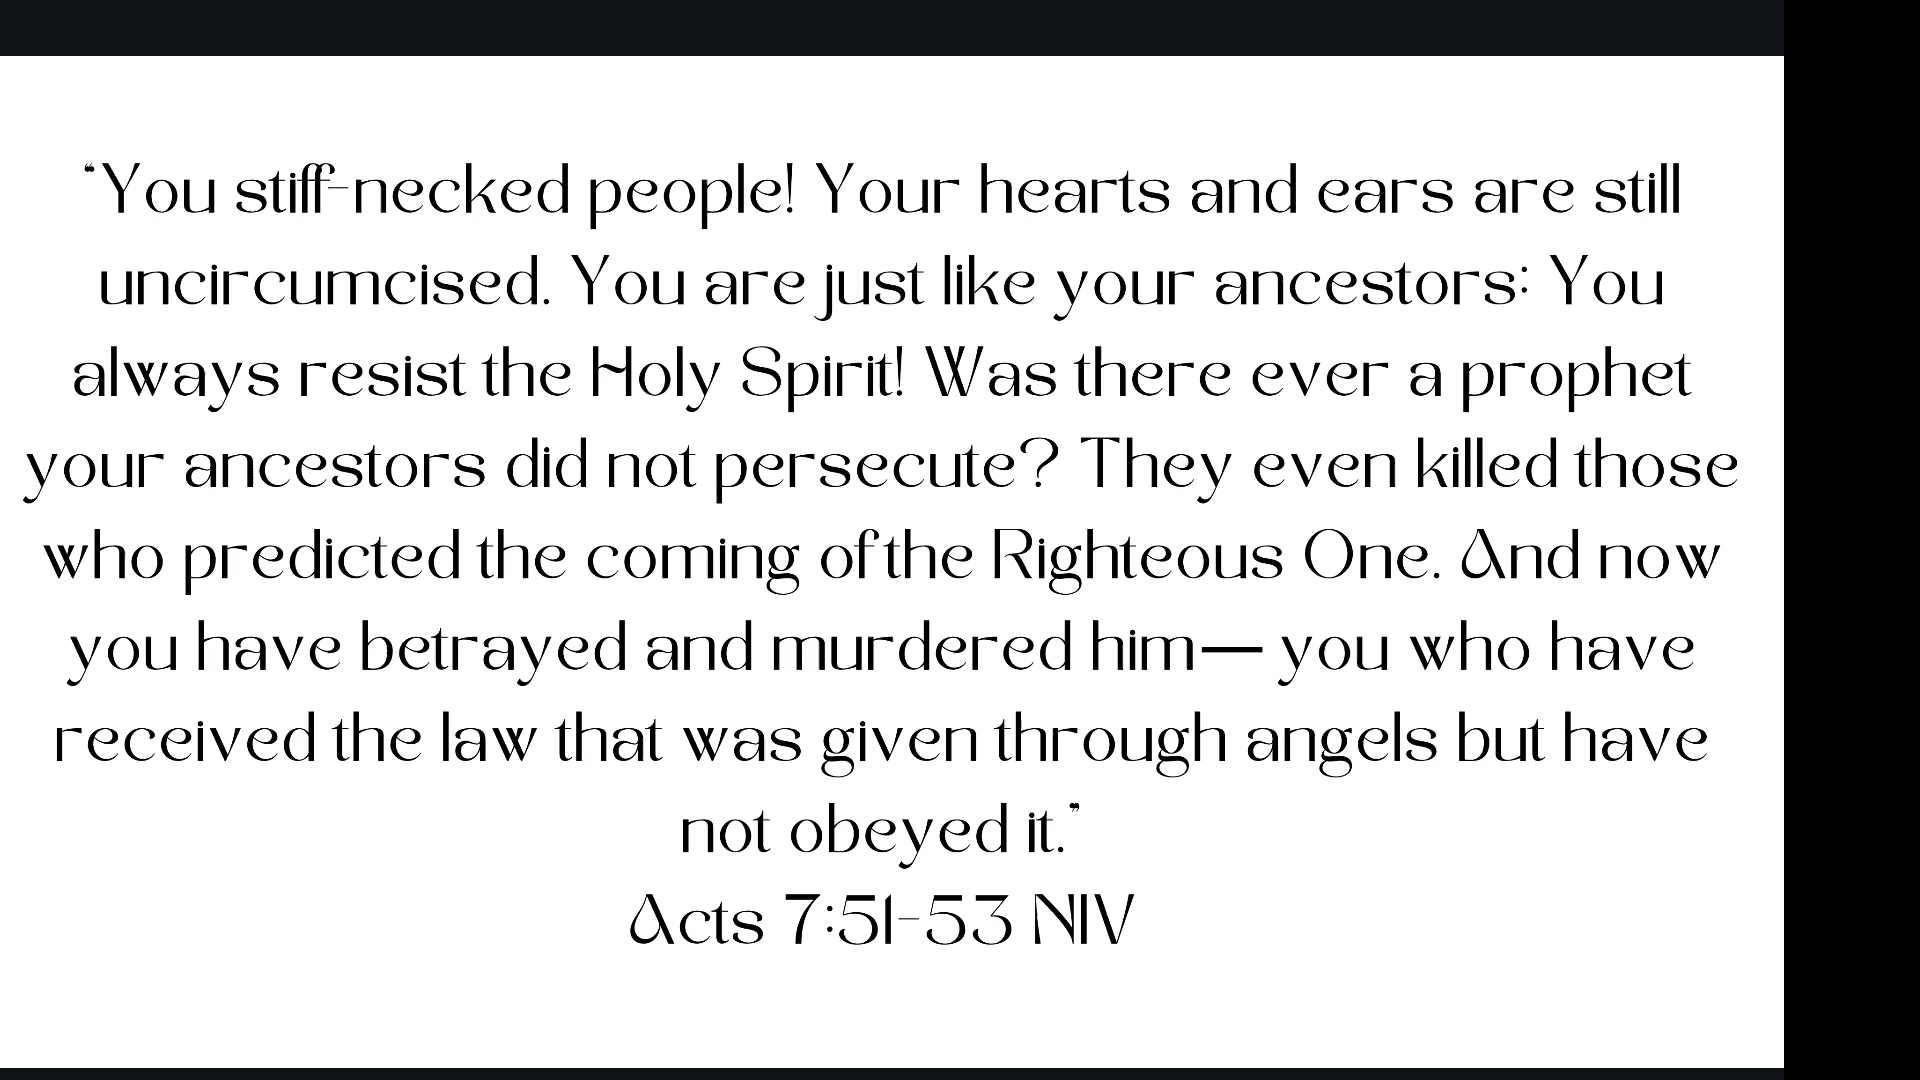 “You stiff-necked people! Your hearts and ears are still
uncircumcised. You are just like your ancestors: You
always resist the Holy Spirit! Was there ever a prophet
your ancestors did not persecute? They even killed those
who predicted the coming of the Righteous One. And now
you have betrayed and murdered him— you who have
received the law that was given through angels but have
not obeyed it.”
Acts 7:51-53 NIV